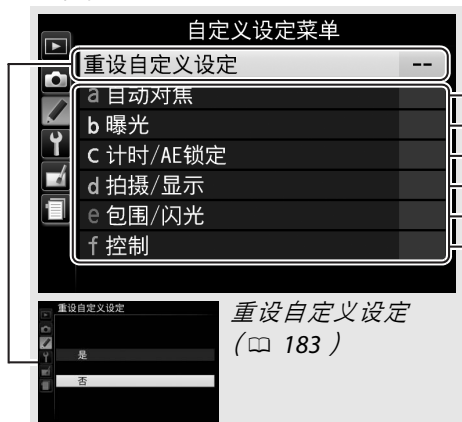 自定义设定菜单
重设自定义设定 --
a 自动对焦
b 曝光
c 计时/AE锁定
d 拍摄/显示
e 包围/闪光
f 控制
重设自定义设定
是
否
重设自定义设定
( 183 )